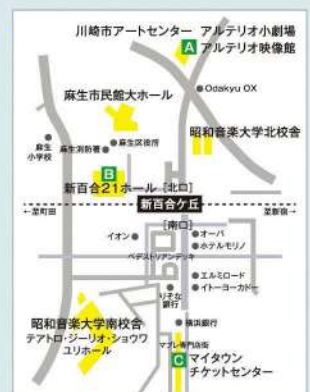 川崎市アートセンター アルテリオ小劇場
A アルテリオ映像館
Odakyu OX
麻生市民館大ホール
昭和音楽大学北校舎
麻生
小学校
麻生消防署
麻生区役所
B
新百合21ホール
[北口]
←至町田
新百合ケ丘
至新宿→
[南口]
イオン
オーパ
ホテルモリノ
ペデストリアンデッキ
エルミロード
イトーヨーカドー
りそな
銀行
昭和音楽大学南校舎
テアトロ・ジーリオ・ショウワ
ユリホール
横浜銀行
マプレ専門店街
C マイタウン
チケットセンター